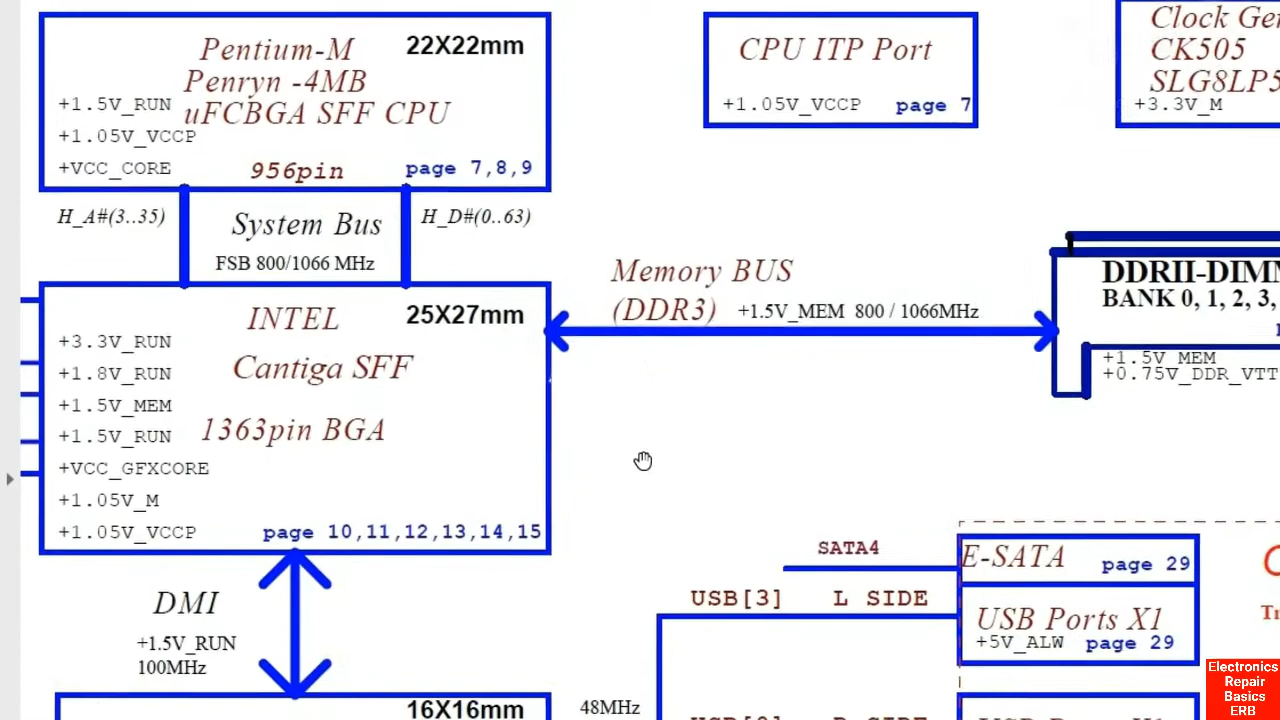 Pentium-M 22X22mm
Penryn -4MB
+1.5V_RUN uFCBGA SFF CPU
+1.05V_VCCP
+VCC_CORE 956pin page 7,8,9
CPU ITP Port
+1.05V_VCCP page 7
CK505
+3.3V_M
H_A#(3..35) System Bus H_D#(0..63)
FSB 800/1066 MHz
INTEL 25X27mm
+3.3V_RUN
+1.8V_RUN Cantiga SFF
+1.5V_MEM
+1.5V_RUN 1363pin BGA
+VCC_GFXCORE
+1.05V_M
+1.05V_VCCP page 10,11,12,13,14,15
Memory BUS
(DDR3) +1.5V_MEM 800 / 1066MHz
BANK 0, 1, 2, 3,
+1.5V_MEM
+0.75V_DDR_VTT
DMI
+1.5V_RUN
100MHz
16X16mm
SATA4
E-SATA page 29
USB[3] L SIDE
USB Ports X1
+5V_ALW page 29
48MHz
Electronics
Repair
Basics
ERB